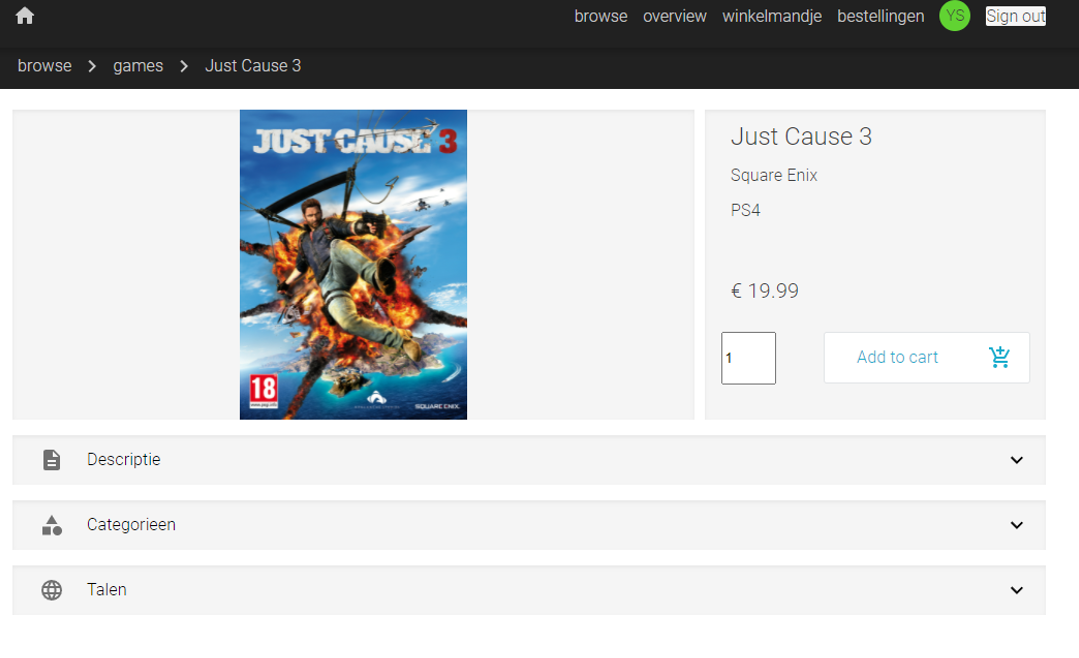 browse overview winkelmandje bestellingen YS Sign out
browse games Just Cause 3
JUST CAUSE 3
18
SQUARE ENIX.
Just Cause 3
Square Enix
PS4
€ 19.99
1
Add to cart
Descriptie
Categorieen
Talen